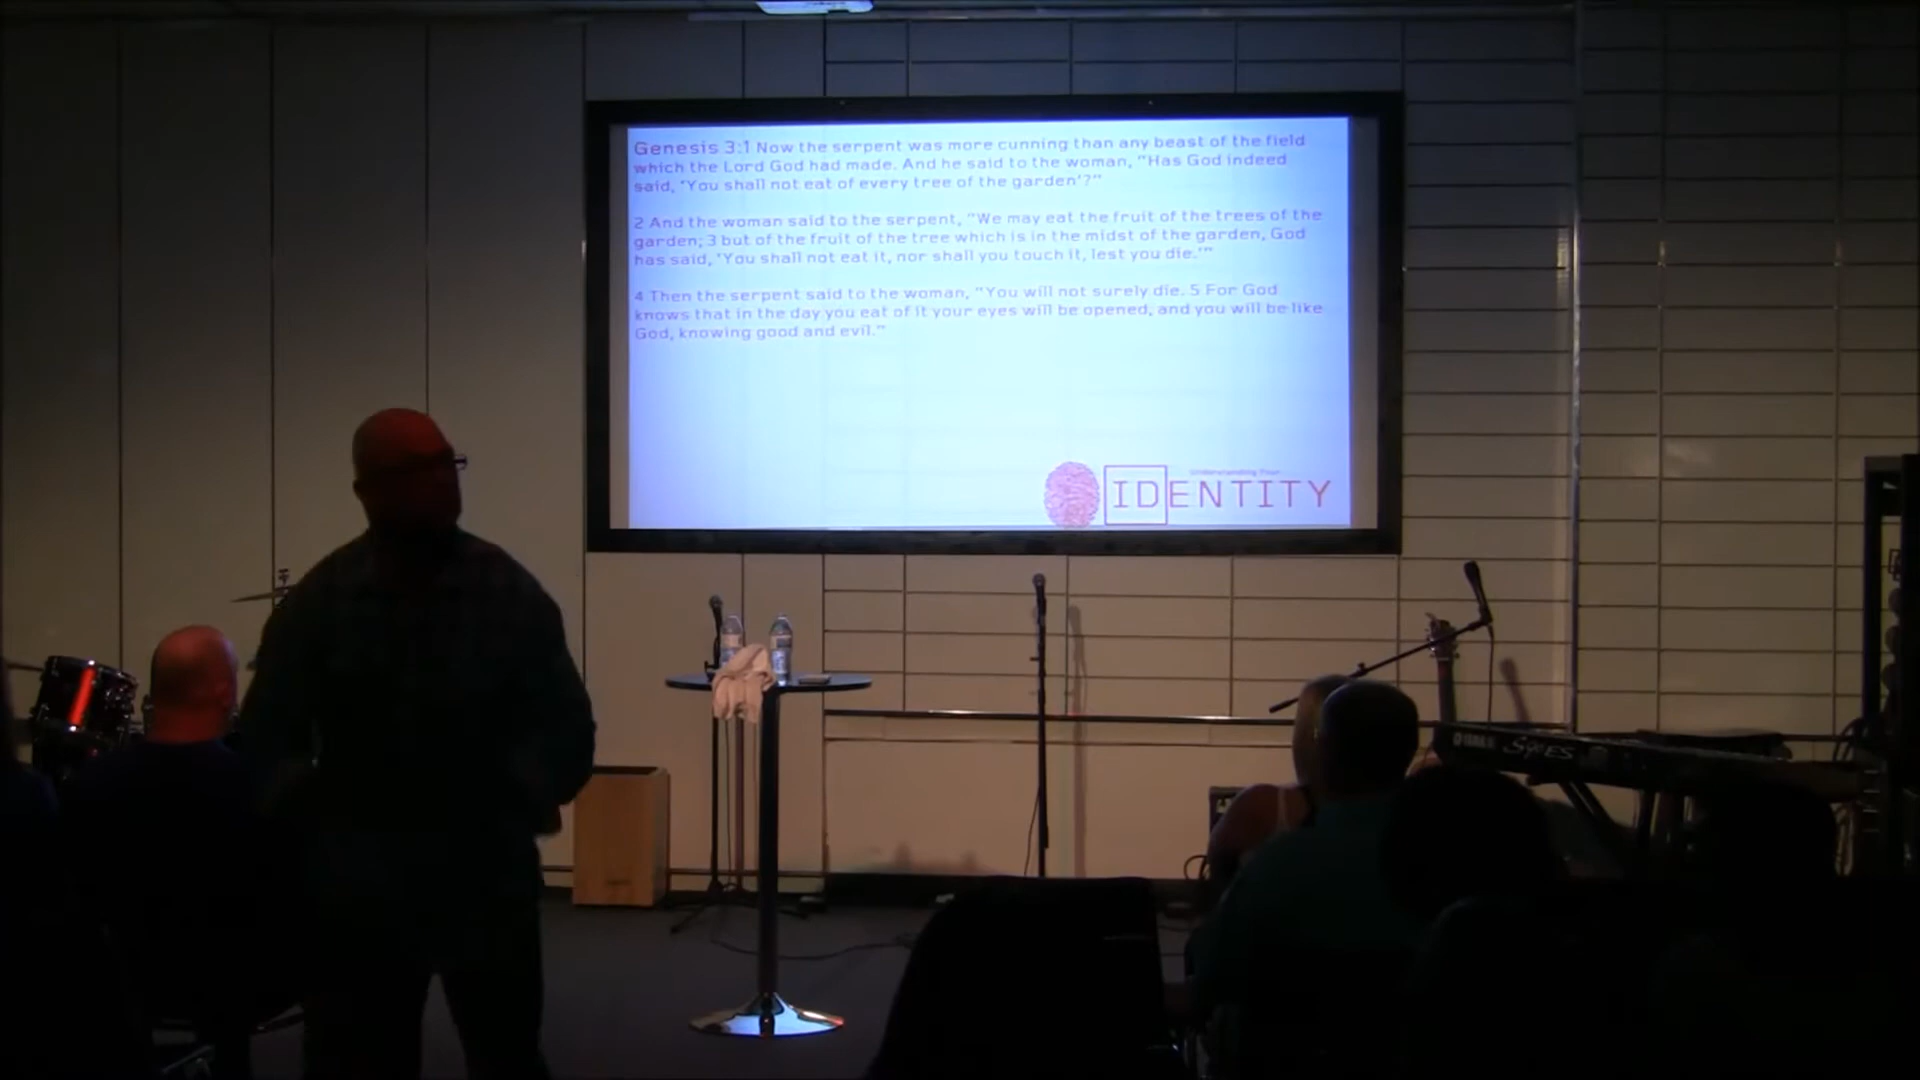 Genesis 3:1 Now the serpent was more cunning than any beast of the field
which the Lord God had made. And he said to the woman, "Has God indeed
said, 'You shall not eat of every tree of the garden'?"
2 And the woman said to the serpent, "We may eat the fruit of the trees of the
garden; 3 but of the fruit of the tree which is in the midst of the garden, God
has said, 'You shall not eat it, nor shall you touch it, lest you die.'"
4 Then the serpent said to the woman, "You will not surely die. 5 For God
knows that in the day you eat of it your eyes will be opened, and you will be like
God, knowing good and evil."
Understanding Your
IDENTITY
YAMAHA S90ES